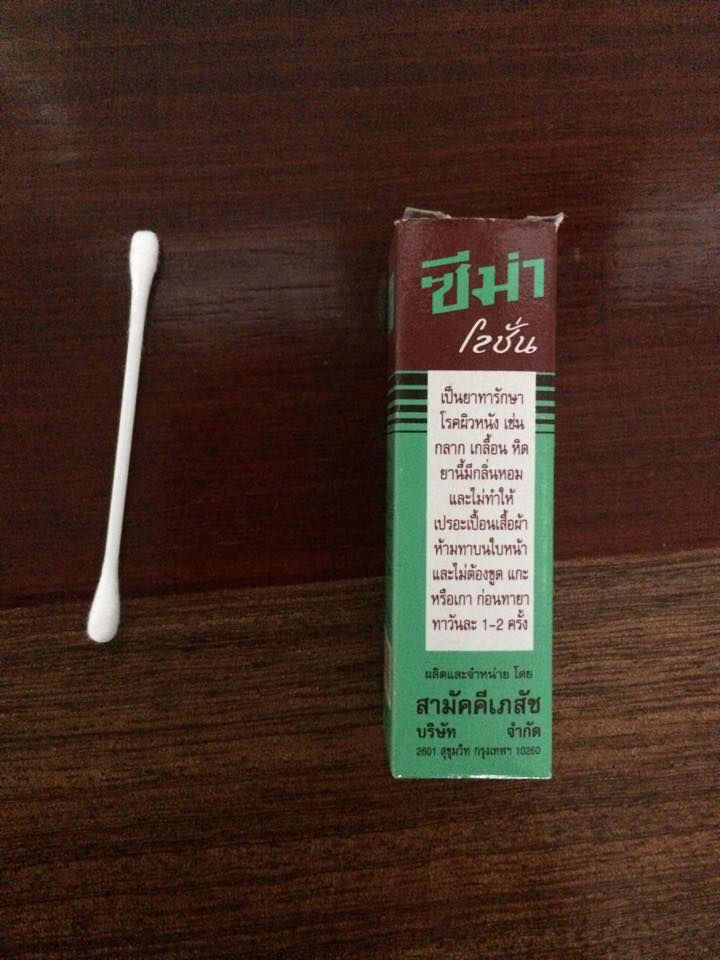 ซีม่า
โรชั่น
เป็นยาทารักษา
โรคผิวหนัง เช่น
กลาก เกลื้อน หิด
ยานี้มีกลิ่นหอม
และไม่ทำให้
เปรอะเปื้อนเสื้อผ้า
ห้ามทาบนใบหน้า
และไม่ต้องขูด แกะ
หรือเกา ก่อนทายา
ทาวันละ 1-2 ครั้ง
ผลิตและจำหน่าย โดย
สามัคคีเภสัช
บริษัท จำกัด
2601 สุขุมวิท กรุงเทพฯ 10260